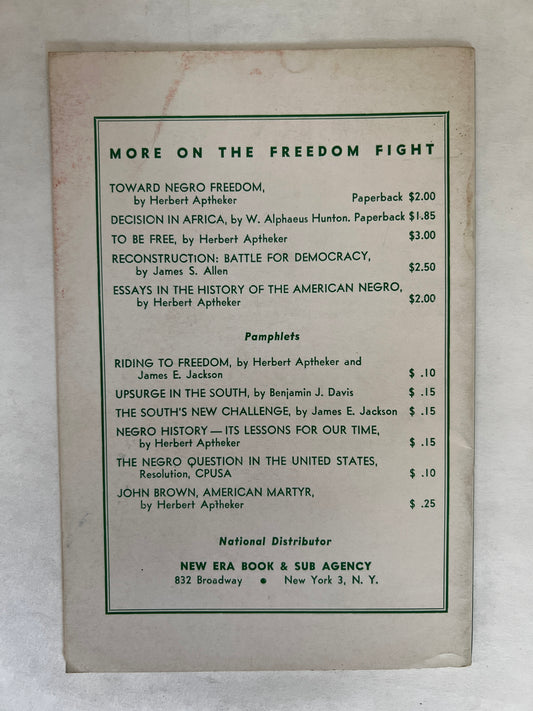 MORE ON THE FREEDOM FIGHT
TOWARD NEGRO FREEDOM,
by Herbert Aptheker Paperback $2.00
DECISION IN AFRICA, by W. Alphaeus Hunton. Paperback $1.85
TO BE FREE, by Herbert Aptheker $3.00
RECONSTRUCTION: BATTLE FOR DEMOCRACY,
by James S. Allen $2.50
ESSAYS IN THE HISTORY OF THE AMERICAN NEGRO,
by Herbert Aptheker $2.00
Pamphlets
RIDING TO FREEDOM, by Herbert Aptheker and
James E. Jackson $ .10
UPSURGE IN THE SOUTH, by Benjamin J. Davis $ .15
THE SOUTH'S NEW CHALLENGE, by James E. Jackson $ .15
NEGRO HISTORY — ITS LESSONS FOR OUR TIME,
by Herbert Aptheker $ .15
THE NEGRO QUESTION IN THE UNITED STATES,
Resolution, CPUSA $ .10
JOHN BROWN, AMERICAN MARTYR,
by Herbert Aptheker $ .25
National Distributor
NEW ERA BOOK & SUB AGENCY
832 Broadway ● New York 3, N. Y.